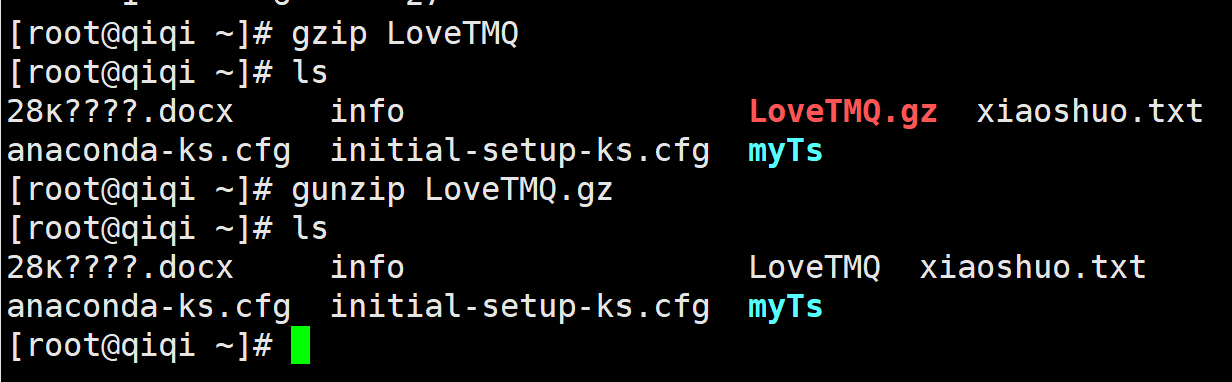 [root@qiqi ~]# gzip LoveTMQ
[root@qiqi ~]# ls
28к????.docx     info                  LoveTMQ.gz  xiaoshuo.txt
anaconda-ks.cfg  initial-setup-ks.cfg  myTs
[root@qiqi ~]# gunzip LoveTMQ.gz
[root@qiqi ~]# ls
28к????.docx     info                  LoveTMQ  xiaoshuo.txt
anaconda-ks.cfg  initial-setup-ks.cfg  myTs
[root@qiqi ~]#